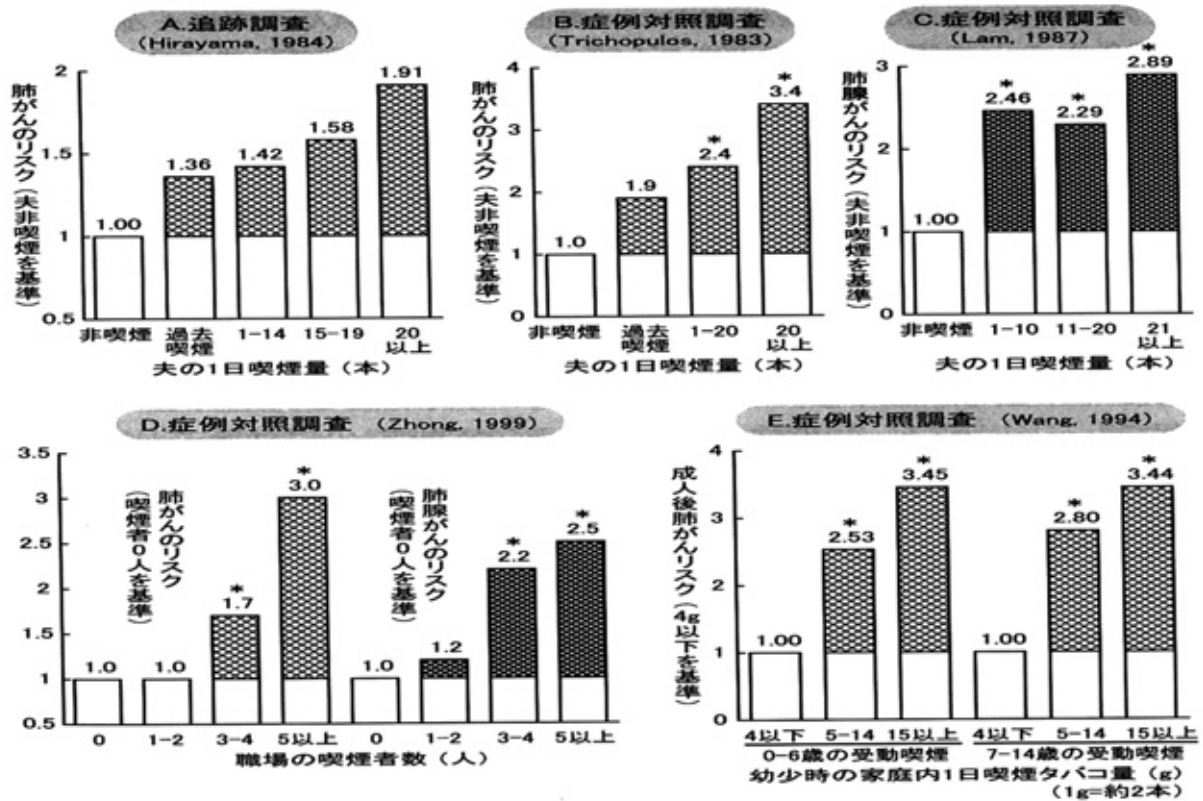 A.追跡調査
(Hirayama, 1984)
肺がんのリスク（夫非喫煙を基準）
2
1.5
1
0.5
1.00
1.36
1.42
1.58
1.91
非喫煙 過去喫煙 1-14 15-19 20以上
夫の1日喫煙量（本）
B.症例対照調査
(Trichopulos, 1983)
肺がんのリスク（夫非喫煙を基準）
4
3
2
1
0
1.0
1.9
*
2.4
*
3.4
非喫煙 過去喫煙 1-20 20以上
夫の1日喫煙量（本）
C.症例対照調査
(Lam, 1987)
肺腺がんのリスク（夫非喫煙を基準）
3
2
1
0
1.00
*
2.46
*
2.29
*
2.89
非喫煙 1-10 11-20 21以上
夫の1日喫煙量（本）
D.症例対照調査 (Zhong, 1999)
3.5
3
2.5
2
1.5
1
0.5
肺がんのリスク
（喫煙者0人を基準）
1.0
1.0
*
1.7
*
3.0
肺腺がんのリスク
（喫煙者0人を基準）
1.0
1.2
*
2.2
*
2.5
0 1-2 3-4 5以上 0 1-2 3-4 5以上
職場の喫煙者数（人）
E.症例対照調査 (Wang, 1994)
成人後肺がんリスク（4g以下を基準）
4
3
2
1
0
1.00
*
2.53
*
3.45
1.00
*
2.80
*
3.44
4以下 5-14 15以上 4以下 5-14 15以上
0-6歳の受動喫煙 7-14歳の受動喫煙
幼少時の家庭内1日喫煙タバコ量（g）
（1g=約2本）